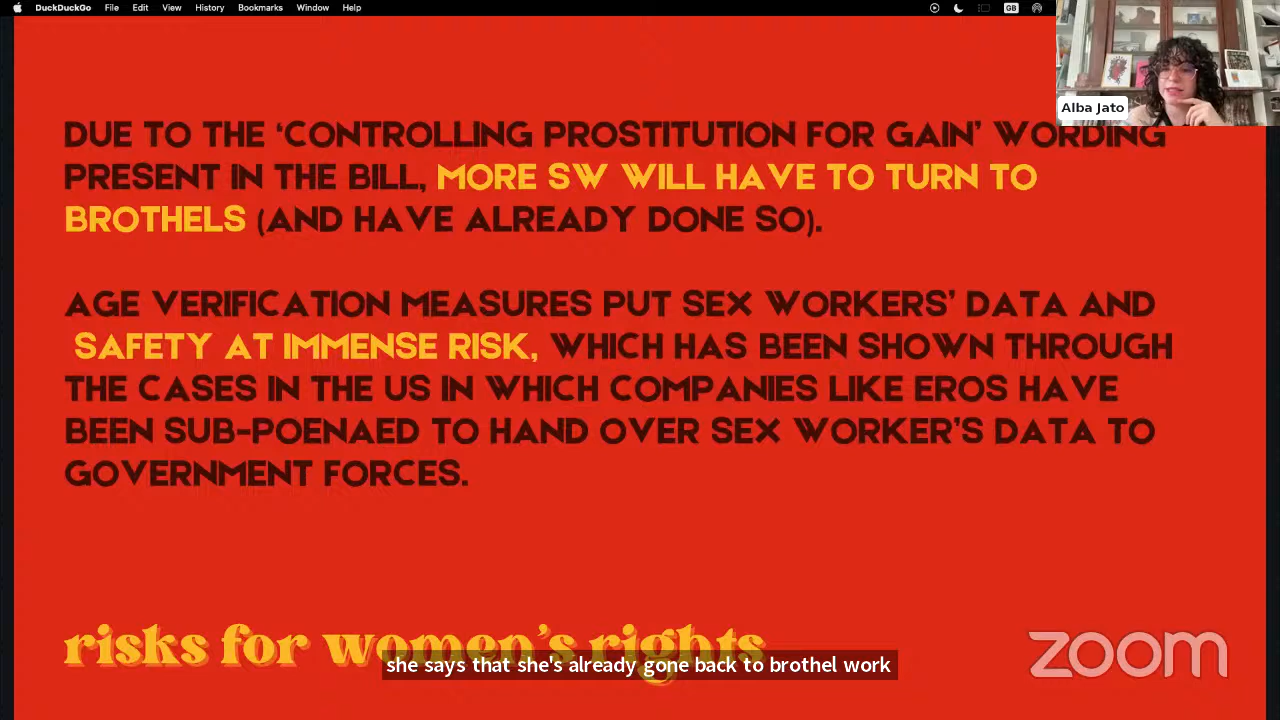 DuckDuckGo File Edit View History Bookmarks Window Help GB
Alba Jato
DUE TO THE ‘CONTROLLING PROSTITUTION FOR GAIN’ WORDING
PRESENT IN THE BILL, MORE SW WILL HAVE TO TURN TO
BROTHELS (AND HAVE ALREADY DONE SO).
AGE VERIFICATION MEASURES PUT SEX WORKERS’ DATA AND
SAFETY AT IMMENSE RISK, WHICH HAS BEEN SHOWN THROUGH
THE CASES IN THE US IN WHICH COMPANIES LIKE EROS HAVE
BEEN SUB-POENAED TO HAND OVER SEX WORKER’S DATA TO
GOVERNMENT FORCES.
risks for women’s rights
she says that she's already gone back to brothel work
zoom